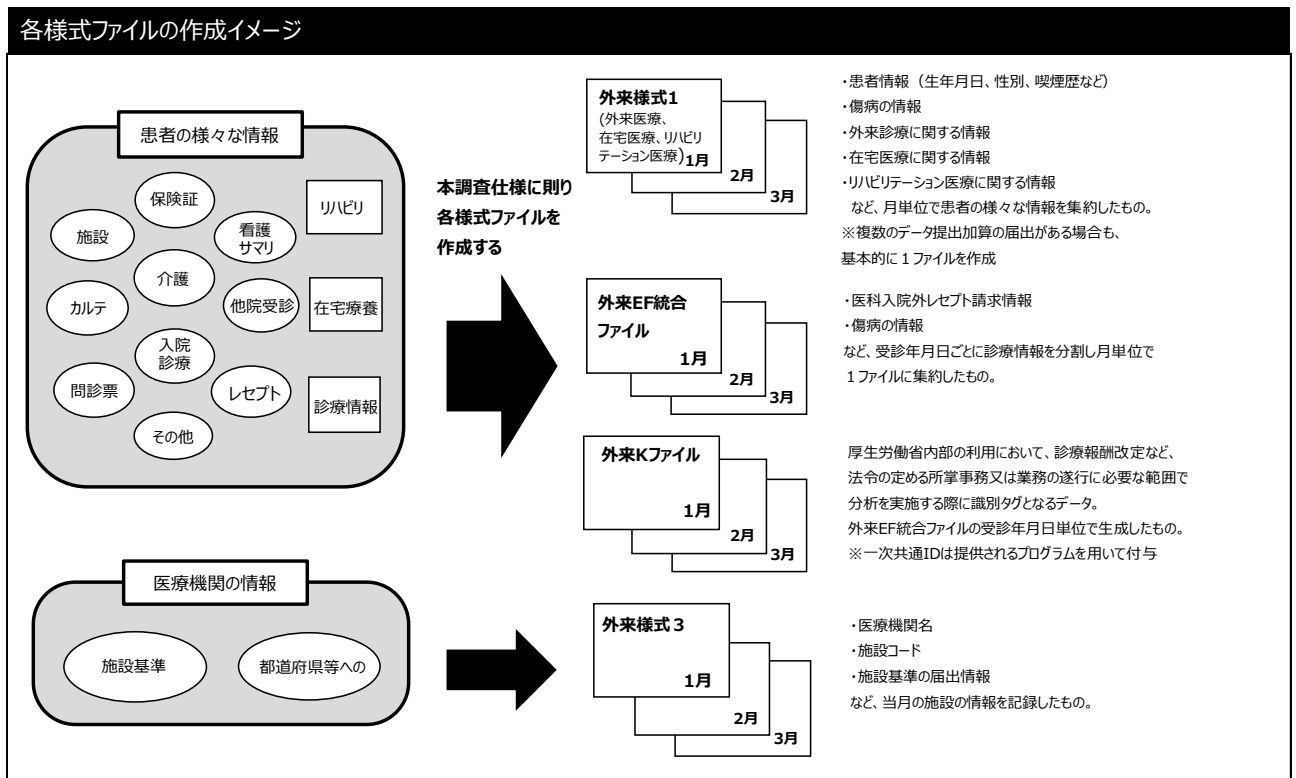 各様式ファイルの作成イメージ
患者の様々な情報
保険証
リハビリ
施設
看護
サマリ
介護
カルテ
他院受診
在宅療養
入院
診療
問診票
レセプト
診療情報
その他
本調査仕様に則り
各様式ファイルを
作成する
外来様式1
(外来医療、
在宅医療、リハビリ
テーション医療)
1月
2月
3月
・患者情報（生年月日、性別、喫煙歴など）
・傷病の情報
・外来診療に関する情報
・在宅医療に関する情報
・リハビリテーション医療に関する情報
など、月単位で患者の様々な情報を集約したもの。
※複数のデータ提出加算の届出がある場合も、
基本的に１ファイルを作成
外来EF統合
ファイル
1月
2月
3月
・医科入院外レセプト請求情報
・傷病の情報
など、受診年月日ごとに診療情報を分割し月単位で
１ファイルに集約したもの。
外来Kファイル
1月
2月
3月
厚生労働省内部の利用において、診療報酬改定など、
法令の定める所掌事務又は業務の遂行に必要な範囲で
分析を実施する際に識別タグとなるデータ。
外来EF統合ファイルの受診年月日単位で生成したもの。
※一次共通IDは提供されるプログラムを用いて付与
医療機関の情報
施設基準
都道府県等への
外来様式３
1月
2月
3月
・医療機関名
・施設コード
・施設基準の届出情報
など、当月の施設の情報を記録したもの。